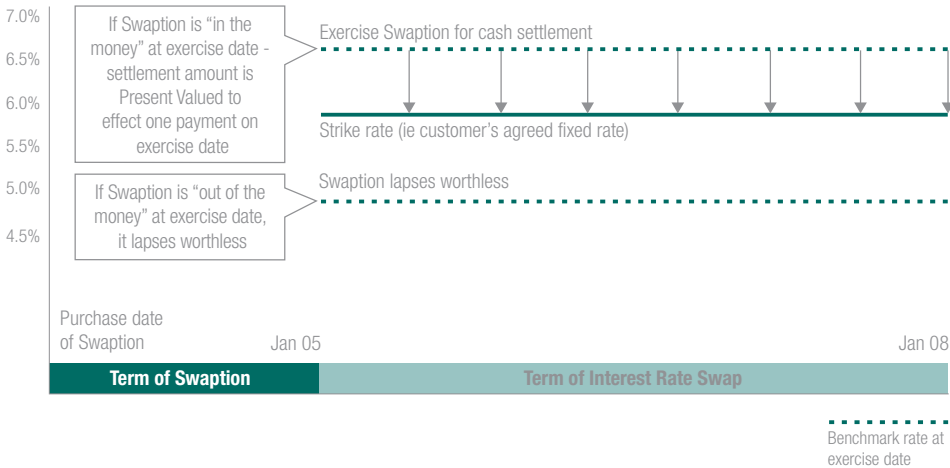 7.0%
6.5%
6.0%
5.5%
5.0%
4.5%
If Swaption is “in the
money” at exercise date -
settlement amount is
Present Valued to
effect one payment on
exercise date
Exercise Swaption for cash settlement
Strike rate (ie customer’s agreed fixed rate)
If Swaption is “out of the
money” at exercise date,
it lapses worthless
Swaption lapses worthless
Purchase date
of Swaption
Jan 05
Jan 08
Term of Swaption
Term of Interest Rate Swap
Benchmark rate at
exercise date